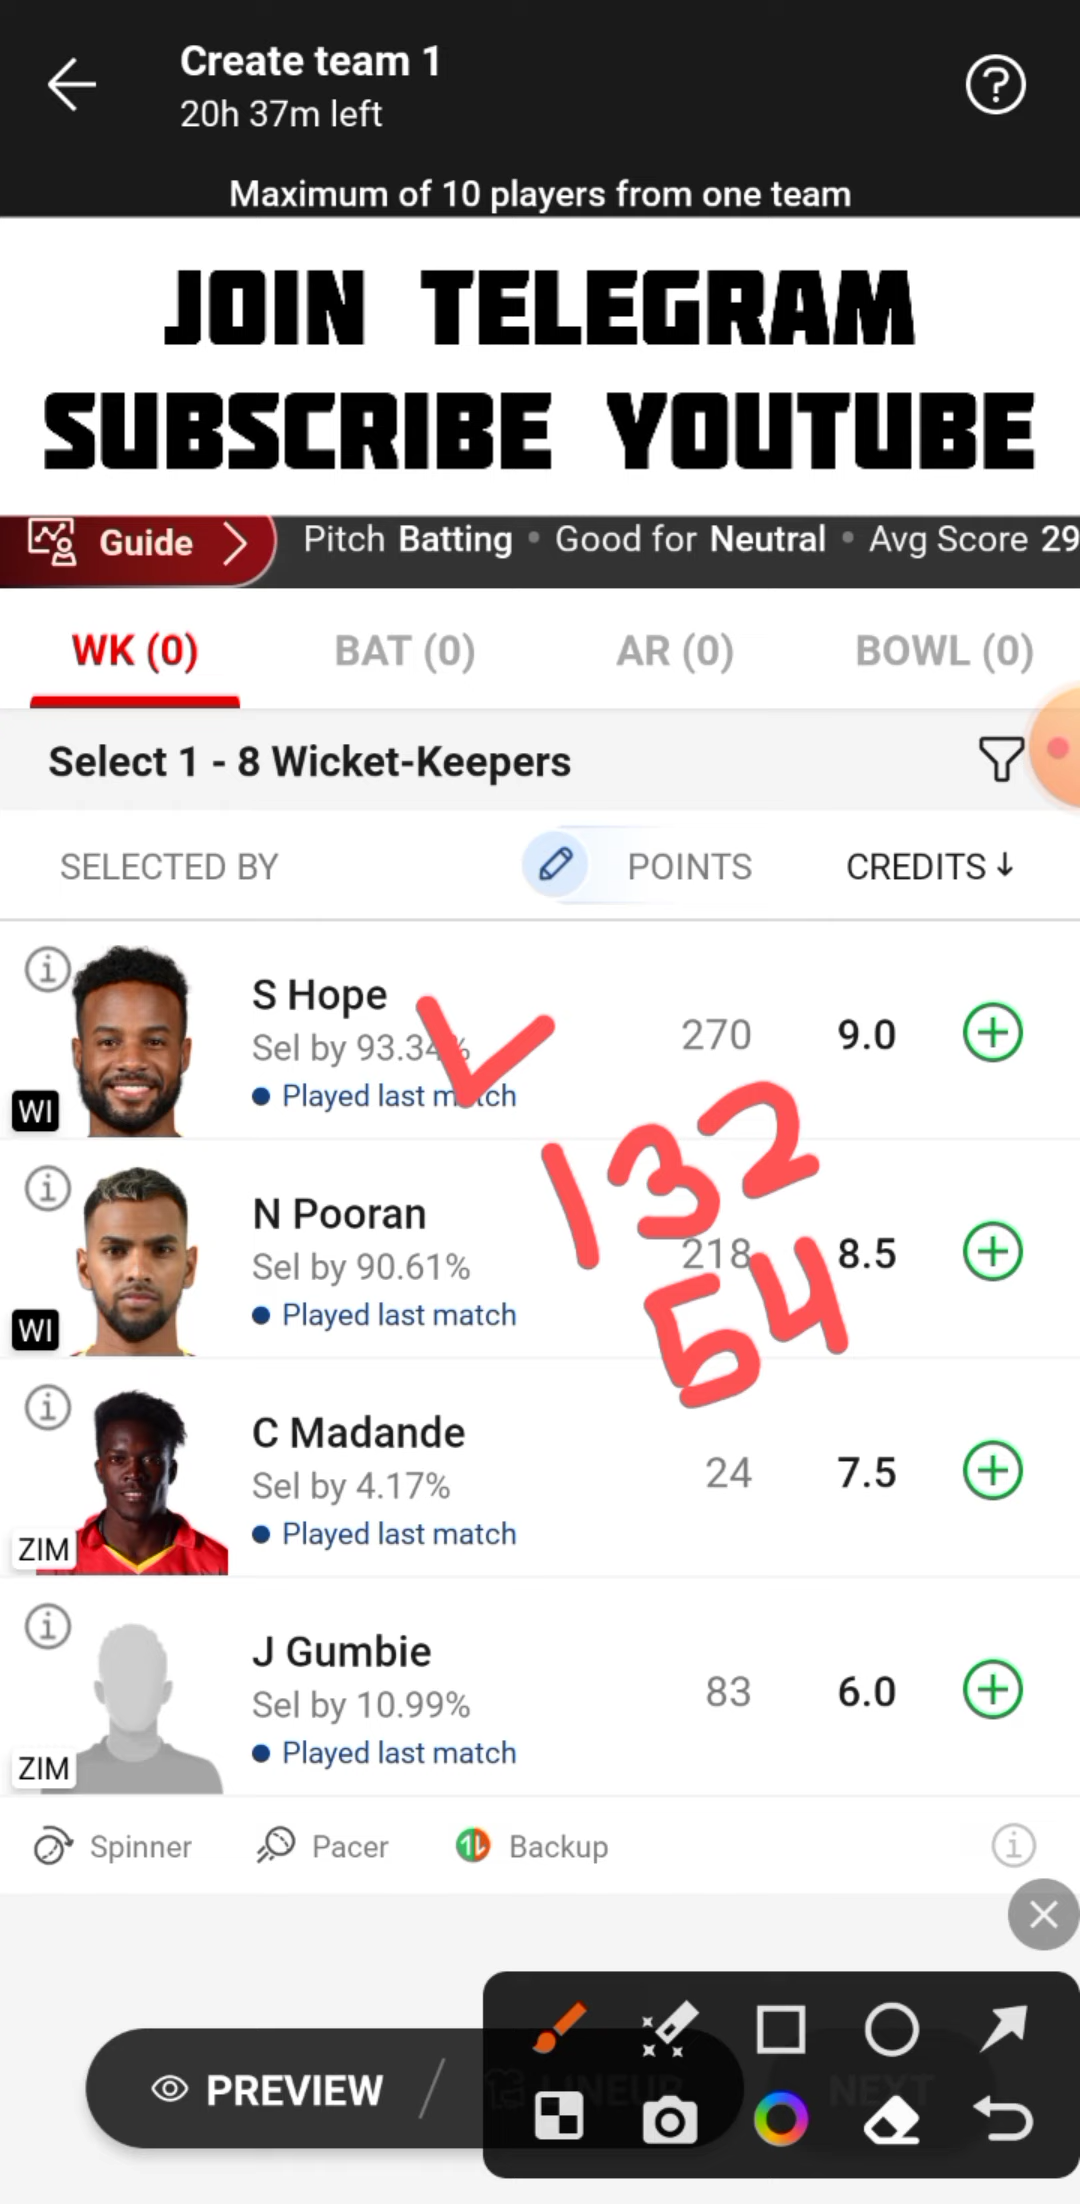 Create team 1
20h 37m left
Maximum of 10 players from one team
JOIN TELEGRAM
SUBSCRIBE YOUTUBE
Guide
Pitch Batting • Good for Neutral • Avg Score 29
WK (0) BAT (0) AR (0) BOWL (0)
Select 1 - 8 Wicket-Keepers
SELECTED BY POINTS CREDITS ↓
S Hope
Sel by 93.34% 270 9.0
Played last match
WI
132
N Pooran
Sel by 90.61% 218 8.5
Played last match
WI
54
C Madande
Sel by 4.17% 24 7.5
Played last match
ZIM
J Gumbie
Sel by 10.99% 83 6.0
Played last match
ZIM
Spinner Pacer Backup
PREVIEW / LINEUP NEXT